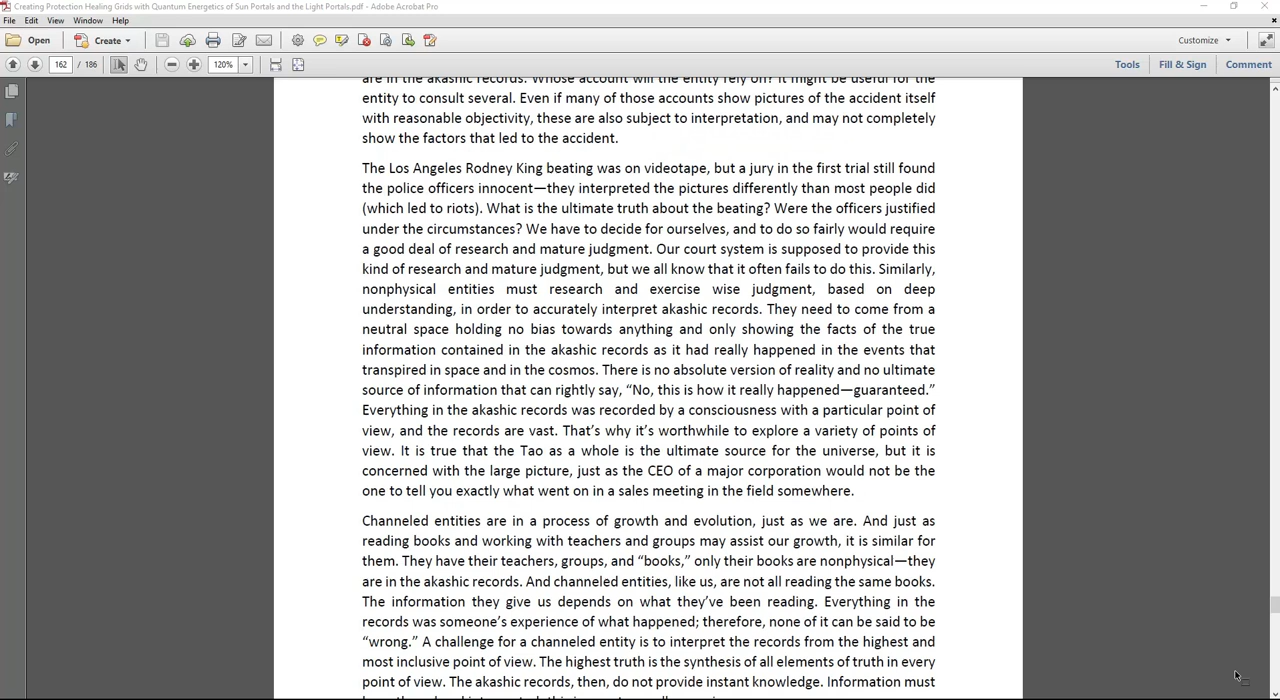 Creating Protection Healing Grids with Quantum Energetics of Sun Portals and the Light Portals.pdf - Adobe Acrobat Pro
File Edit View Window Help
Open Create Customize
162 / 186 120% Tools Fill & Sign Comment
are in the akashic records. Whose account will the entity rely on? It might be useful for the
entity to consult several. Even if many of those accounts show pictures of the accident itself
with reasonable objectivity, these are also subject to interpretation, and may not completely
show the factors that led to the accident.
The Los Angeles Rodney King beating was on videotape, but a jury in the first trial still found
the police officers innocent—they interpreted the pictures differently than most people did
(which led to riots). What is the ultimate truth about the beating? Were the officers justified
under the circumstances? We have to decide for ourselves, and to do so fairly would require
a good deal of research and mature judgment. Our court system is supposed to provide this
kind of research and mature judgment, but we all know that it often fails to do this. Similarly,
nonphysical entities must research and exercise wise judgment, based on deep
understanding, in order to accurately interpret akashic records. They need to come from a
neutral space holding no bias towards anything and only showing the facts of the true
information contained in the akashic records as it had really happened in the events that
transpired in space and in the cosmos. There is no absolute version of reality and no ultimate
source of information that can rightly say, “No, this is how it really happened—guaranteed.”
Everything in the akashic records was recorded by a consciousness with a particular point of
view, and the records are vast. That’s why it’s worthwhile to explore a variety of points of
view. It is true that the Tao as a whole is the ultimate source for the universe, but it is
concerned with the large picture, just as the CEO of a major corporation would not be the
one to tell you exactly what went on in a sales meeting in the field somewhere.
Channeled entities are in a process of growth and evolution, just as we are. And just as
reading books and working with teachers and groups may assist our growth, it is similar for
them. They have their teachers, groups, and “books,” only their books are nonphysical—they
are in the akashic records. And channeled entities, like us, are not all reading the same books.
The information they give us depends on what they’ve been reading. Everything in the
records was someone’s experience of what happened; therefore, none of it can be said to be
“wrong.” A challenge for a channeled entity is to interpret the records from the highest and
most inclusive point of view. The highest truth is the synthesis of all elements of truth in every
point of view. The akashic records, then, do not provide instant knowledge. Information must